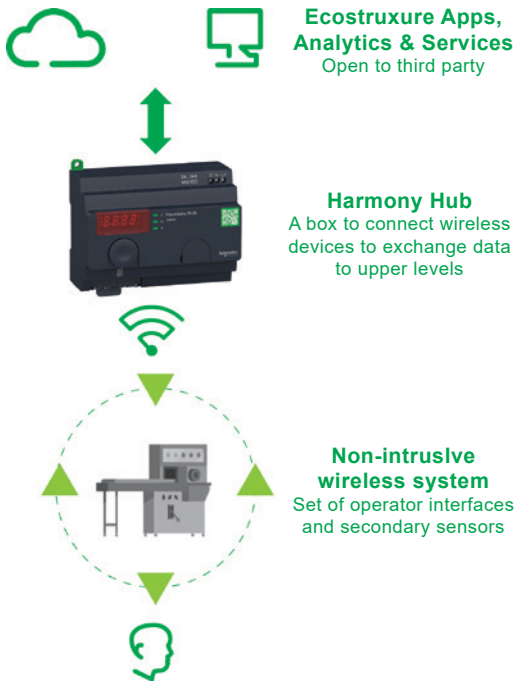 Ecostruxure Apps,
Analytics & Services
Open to third party
Harmony Hub
A box to connect wireless
devices to exchange data
to upper levels
Non-intrusIve
wireless system
Set of operator interfaces
and secondary sensors